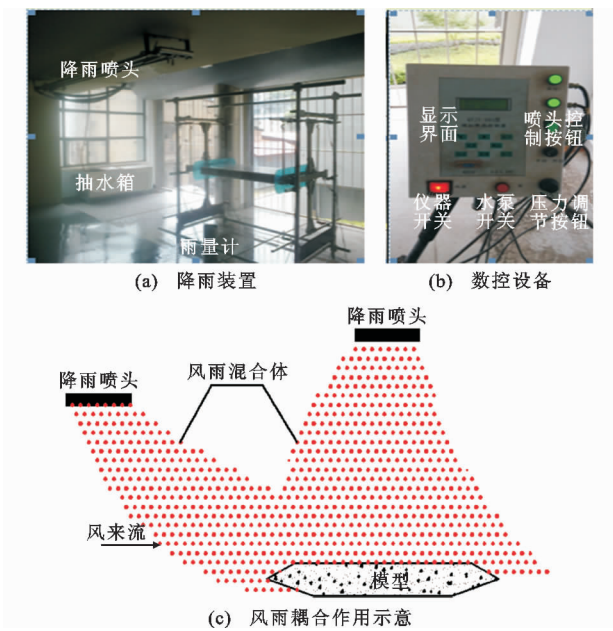 降雨喷头
抽水箱
雨量计
显示
界面
喷头控
制按钮
仪器
开关
水泵
开关
压力调
节按钮
(a) 降雨装置
(b) 数控设备
降雨喷头
降雨喷头
风雨混合体
风来流
模型
(c) 风雨耦合作用示意